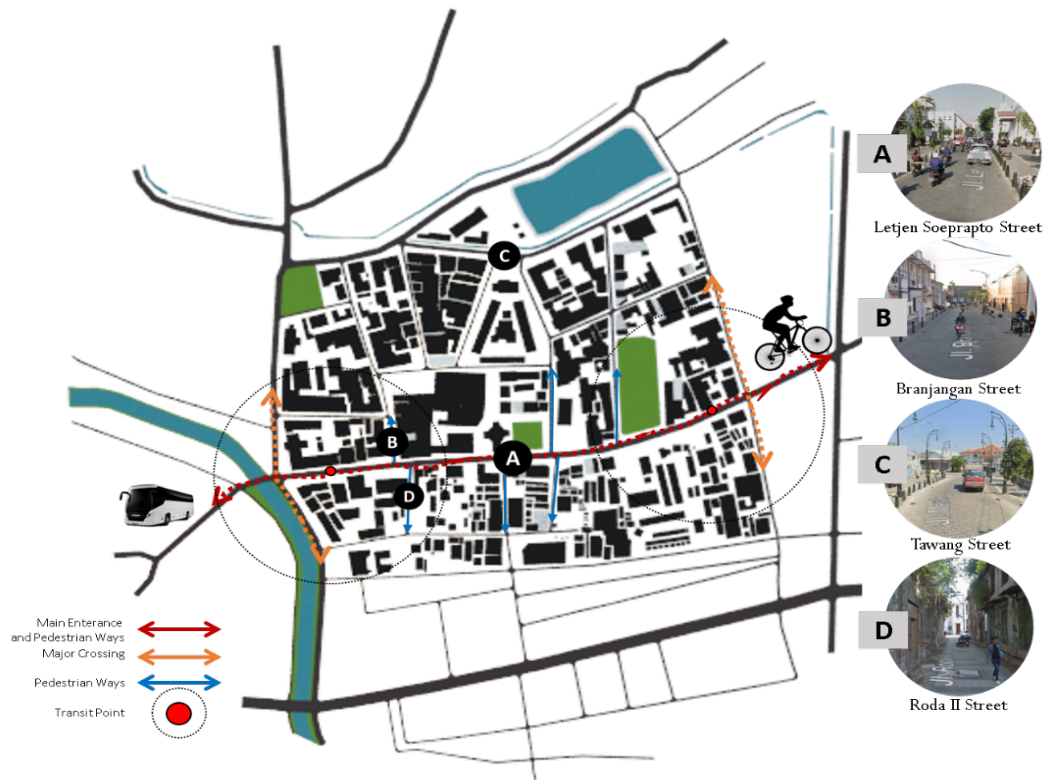 C
B
A
D
A
Letjen Soeprapto Street
B
Branjangan Street
C
Tawang Street
D
Roda II Street
Main Enterance
and Pedestrian Ways
Major Crossing
Pedestrian Ways
Transit Point